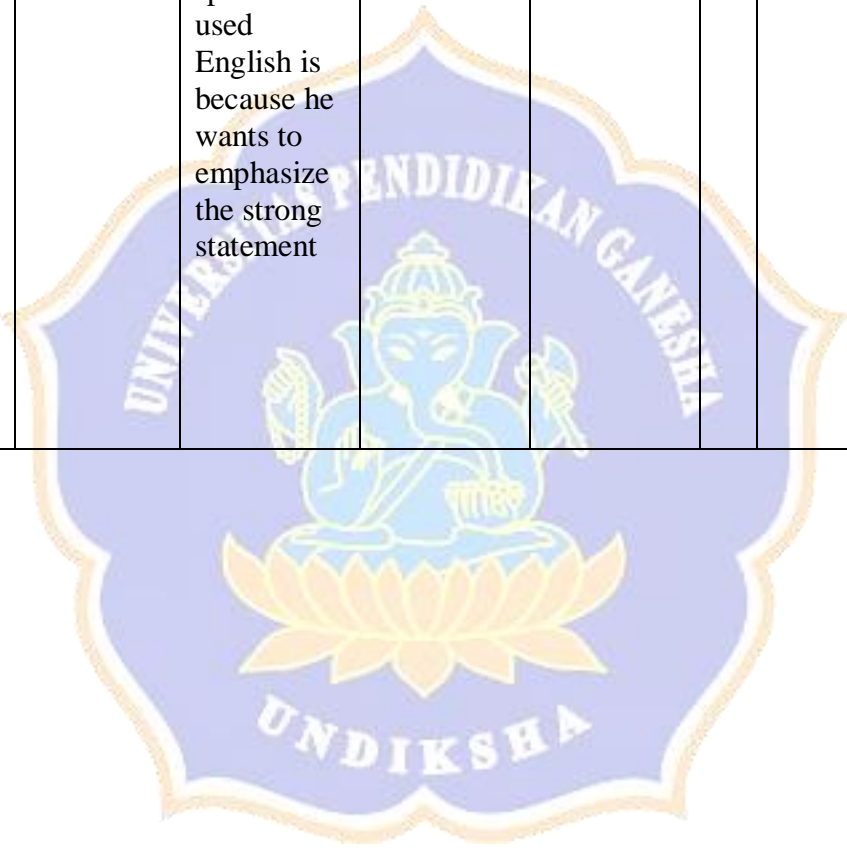 used
English is
because he
wants to
emphasize
the strong
statement
UNIVERSITAS PENDIDIKAN GANESHA
UNDIKSHA